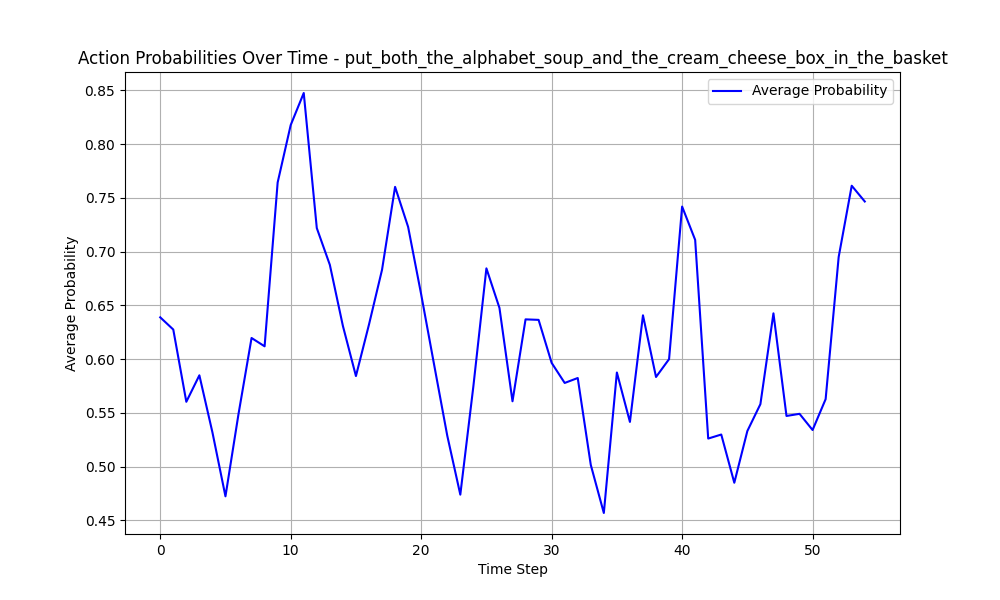 Action Probabilities Over Time - put_both_the_alphabet_soup_and_the_cream_cheese_box_in_the_basket
Average Probability
0.85
0.80
0.75
0.70
0.65
0.60
0.55
0.50
0.45
Average Probability
0 10 20 30 40 50
Time Step